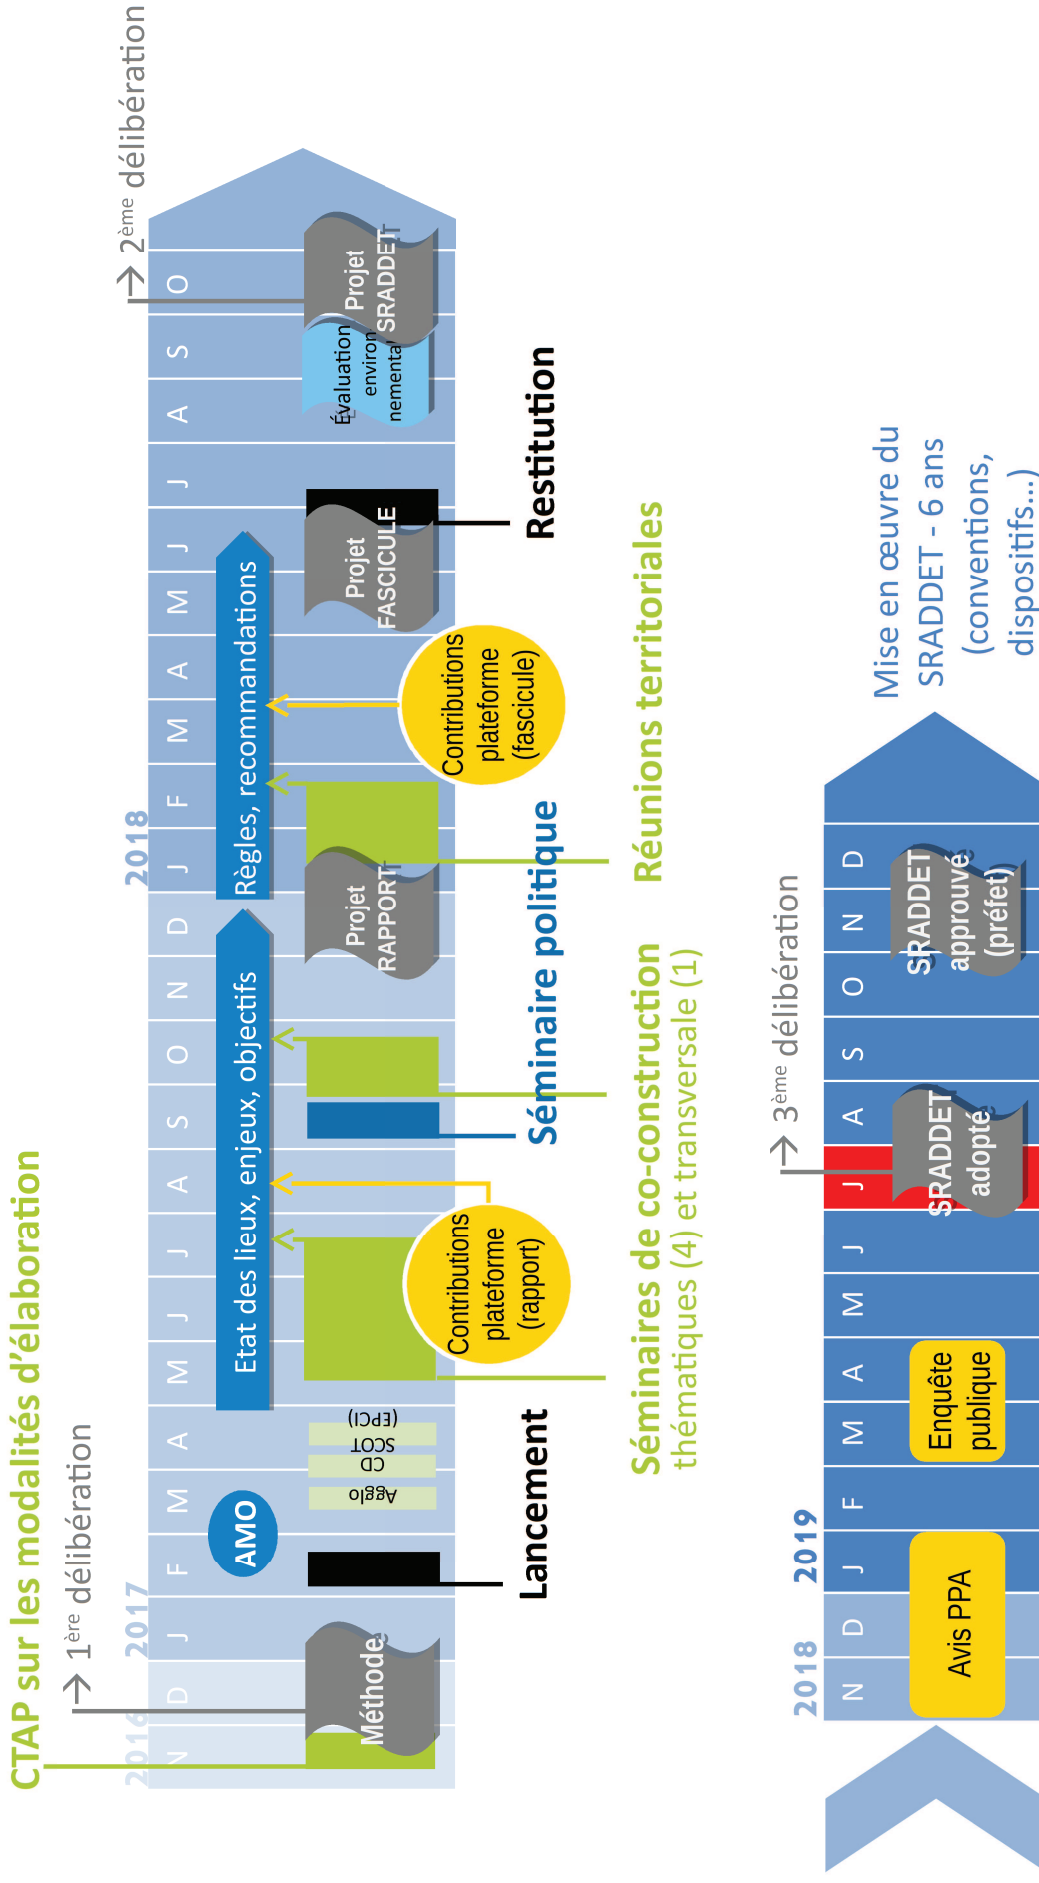 CTAP sur les modalités d'élaboration
→ 1ère délibération
→ 2ème délibération
2016 2017 2018
N D J F M A M J J A S O N D J F M A M J J A S O
AMO
Etat des lieux, enjeux, objectifs
Règles, recommandations
Méthode
Agglo
CD
SCOT
(EPCI)
Projet
RAPPORT
Projet
FASCICULE
Évaluation
environ
nementa
Projet
SRADDET
Contributions
plateforme
(rapport)
Contributions
plateforme
(fascicule)
Lancement
Séminaire politique
Restitution
Séminaires de co-construction
thématiques (4) et transversale (1)
Réunions territoriales
→ 3ème délibération
2018 2019
N D J F M A M J J A S O N D
Avis PPA
Enquête
publique
SRADDET
adopté
SRADDET
approuvé
(préfet)
Mise en œuvre du
SRADDET - 6 ans
(conventions,
dispositifs...)